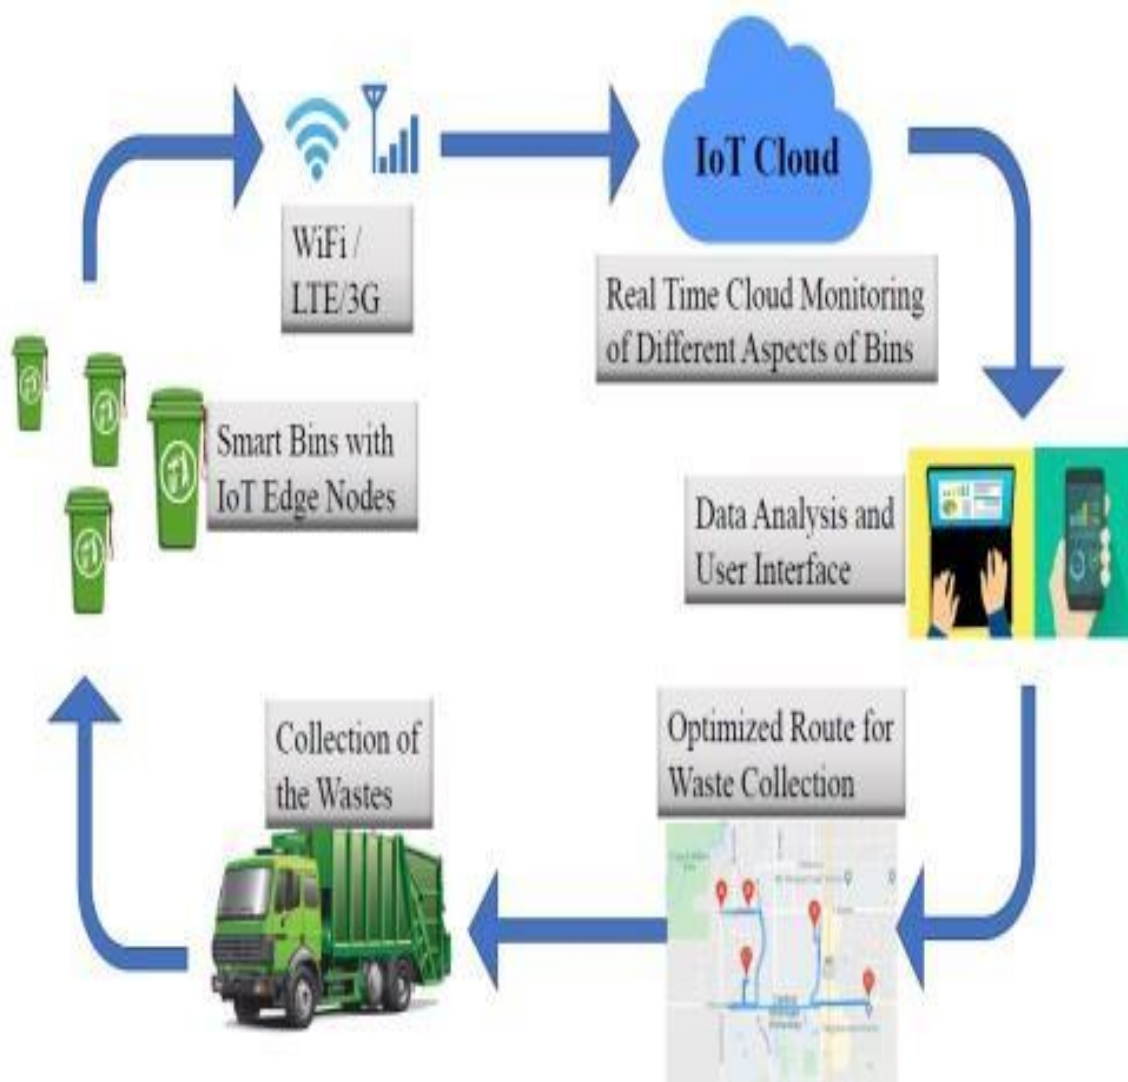 IoT Cloud
WiFi /
LTE/3G
Real Time Cloud Monitoring
of Different Aspects of Bins
Smart Bins with
IoT Edge Nodes
Data Analysis and
User Interface
Collection of
the Wastes
Optimized Route for
Waste Collection